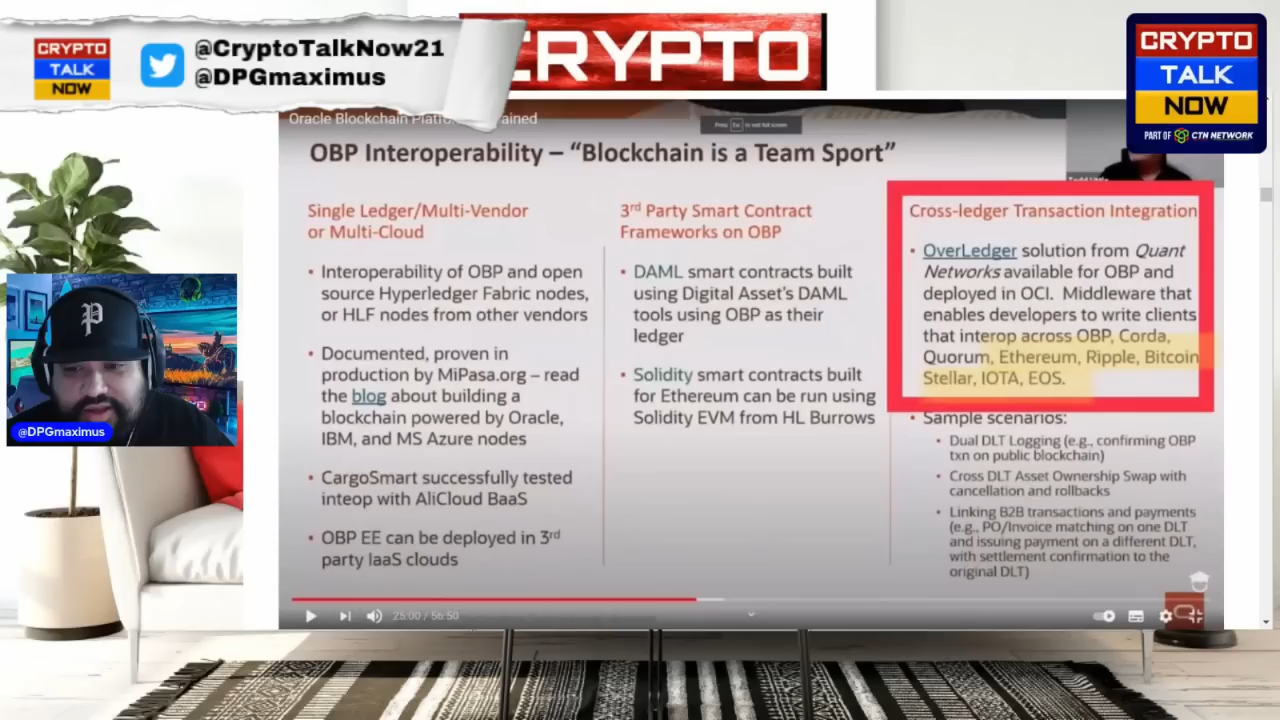 CRYPTO
TALK
NOW
@CryptoTalkNow21
@DPGmaximus
CRYPTO
CRYPTO
TALK
NOW
PART OF CTN NETWORK
Oracle Blockchain
Press Esc to exit full screen
OBP Interoperability – “Blockchain is a Team Sport”
Todd Little
Single Ledger/Multi-Vendor
or Multi-Cloud
• Interoperability of OBP and open
source Hyperledger Fabric nodes,
or HLF nodes from other vendors
• Documented, proven in
production by MiPasa.org – read
the blog about building a
blockchain powered by Oracle,
IBM, and MS Azure nodes
• CargoSmart successfully tested
inteop with AliCloud BaaS
• OBP EE can be deployed in 3rd
party IaaS clouds
3rd Party Smart Contract
Frameworks on OBP
• DAML smart contracts built
using Digital Asset's DAML
tools using OBP as their
ledger
• Solidity smart contracts built
for Ethereum can be run using
Solidity EVM from HL Burrows
Cross-ledger Transaction Integration
• OverLedger solution from Quant
Networks available for OBP and
deployed in OCI. Middleware that
enables developers to write clients
that interop across OBP, Corda,
Quorum, Ethereum, Ripple, Bitcoin
Stellar, IOTA, EOS.
• Sample scenarios:
• Dual DLT Logging (e.g., confirming OBP
txn on public blockchain)
• Cross DLT Asset Ownership Swap with
cancellation and rollbacks
• Linking B2B transactions and payments
(e.g., PO/Invoice matching on one DLT
and issuing payment on a different DLT,
with settlement confirmation to the
original DLT)
@DPGmaximus
25:00 / 56:50